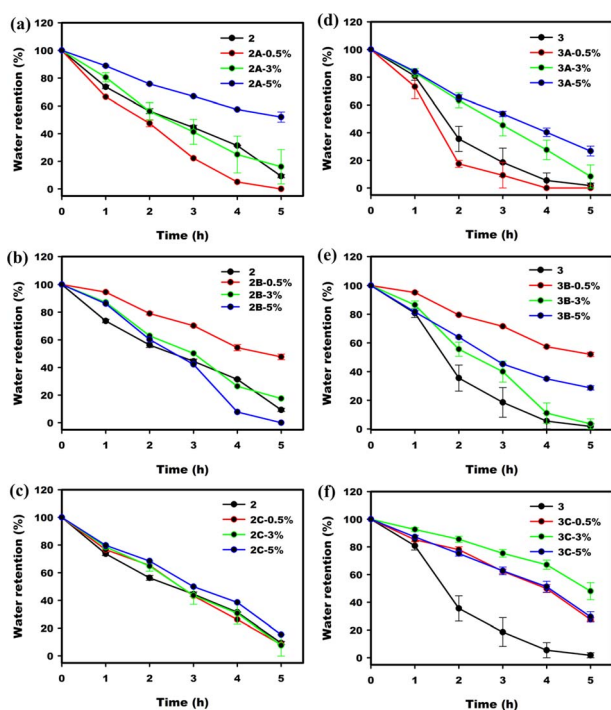 (a)
Water retention (%)
120
100
80
60
40
20
0
2
2A-0.5%
2A-3%
2A-5%
0 1 2 3 4 5
Time (h)
(d)
Water retention (%)
120
100
80
60
40
20
0
3
3A-0.5%
3A-3%
3A-5%
0 1 2 3 4 5
Time (h)
(b)
Water retention (%)
120
100
80
60
40
20
0
2
2B-0.5%
2B-3%
2B-5%
0 1 2 3 4 5
Time (h)
(e)
Water retention (%)
120
100
80
60
40
20
0
3
3B-0.5%
3B-3%
3B-5%
0 1 2 3 4 5
Time (h)
(c)
Water retention (%)
120
100
80
60
40
20
0
2
2C-0.5%
2C-3%
2C-5%
0 1 2 3 4 5
Time (h)
(f)
Water retention (%)
120
100
80
60
40
20
0
3
3C-0.5%
3C-3%
3C-5%
0 1 2 3 4 5
Time (h)